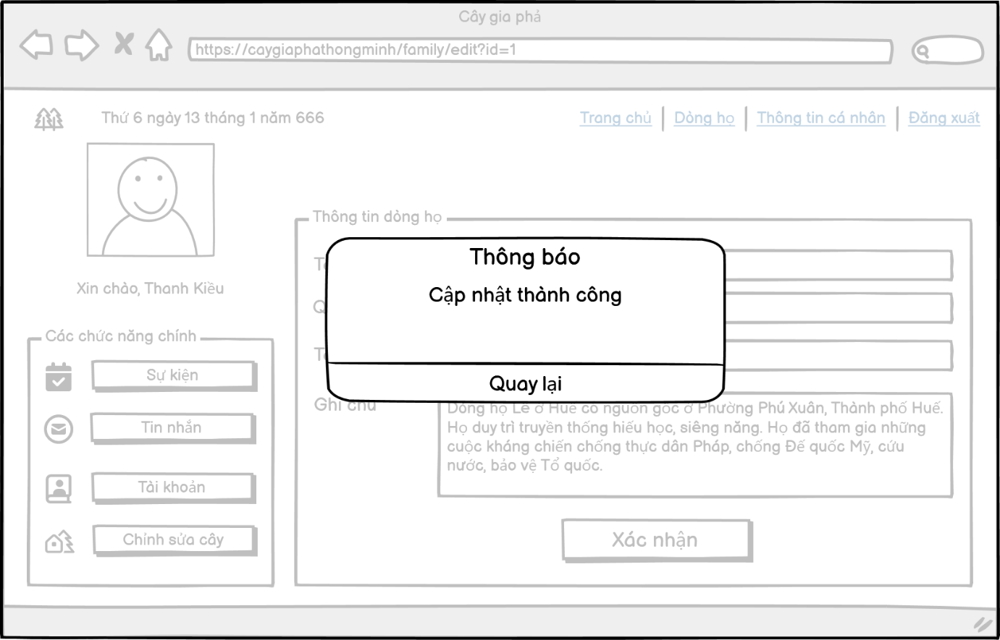 Cây gia phả
https://caygiaphathongminh/family/edit?id=1
Thứ 6 ngày 13 tháng 1 năm 666
Trang chủ
Dòng họ
Thông tin cá nhân
Đăng xuất
Xin chào, Thanh Kiều
Các chức năng chính
Sự kiện
Tin nhắn
Tài khoản
Chỉnh sửa cây
Thông tin dòng họ
Thông báo
Cập nhật thành công
Quay lại
Ghi chú
Dòng họ Lê ở Huế có nguồn gốc ở Phường Phú Xuân, Thành phố Huế.
Họ duy trì truyền thống hiếu học, siêng năng. Họ đã tham gia những
cuộc kháng chiến chống thực dân Pháp, chống Đế quốc Mỹ, cứu
nước, bảo vệ Tổ quốc.
Xác nhận